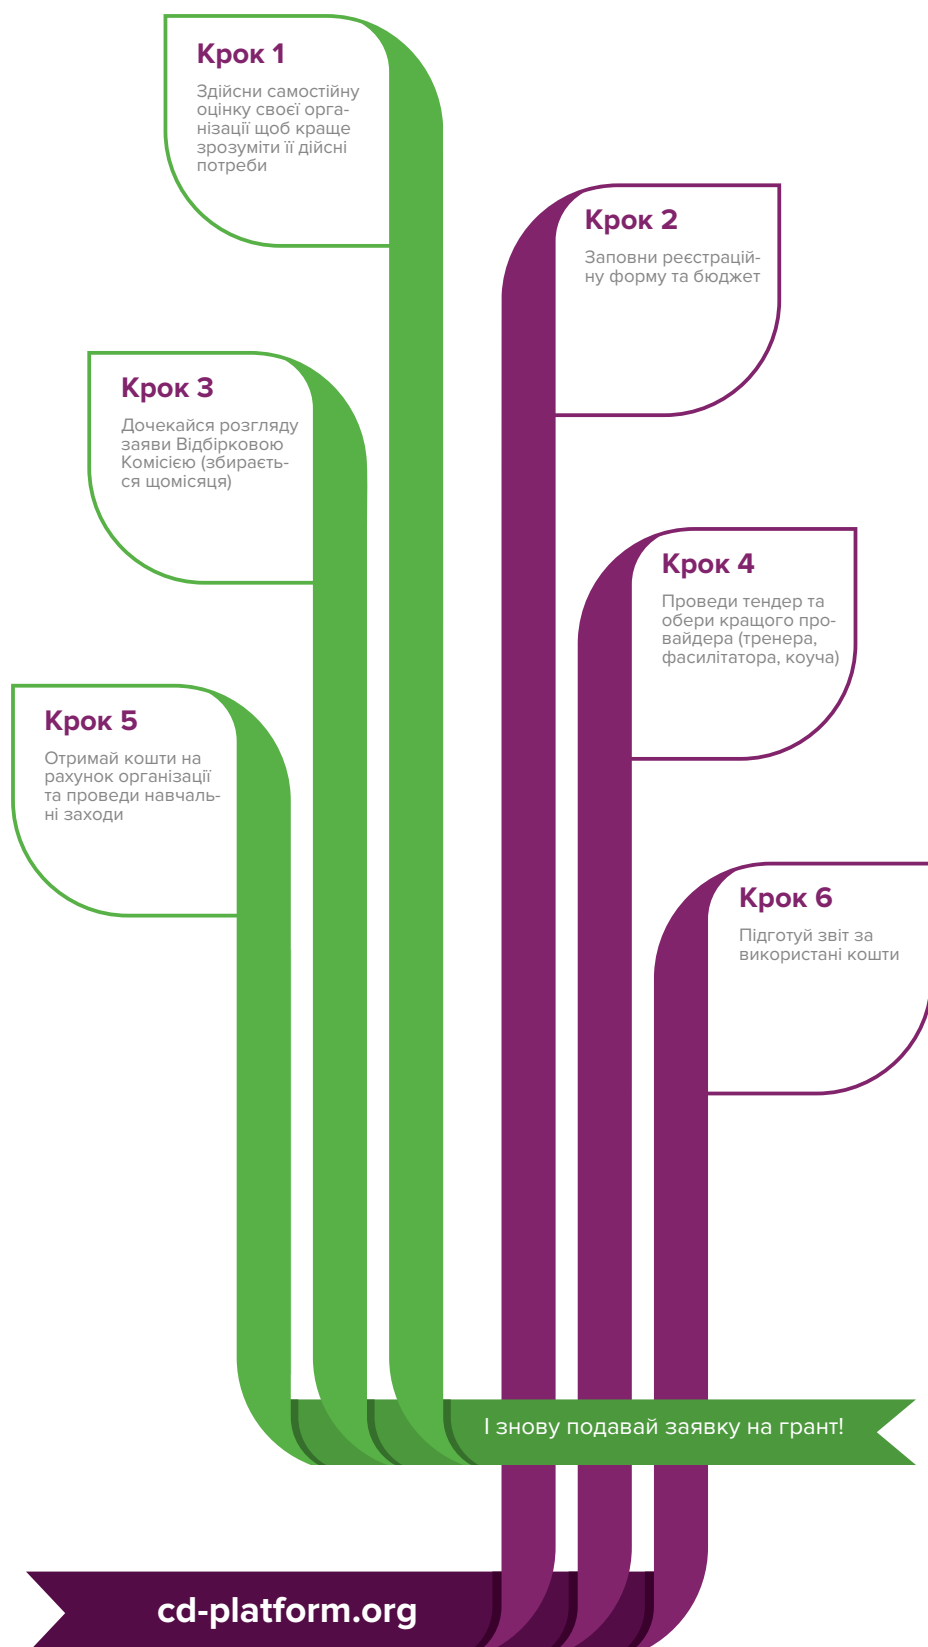 Крок 1
Здійсни самостійну
оцінку своєї орга-
нізації щоб краще
зрозуміти її дійсні
потреби
Крок 2
Заповни реєстрацій-
ну форму та бюджет
Крок 3
Дочекайся розгляду
заяви Відбірковою
Комісією (збираєть-
ся щомісяця)
Крок 4
Проведи тендер та
обери кращого про-
вайдера (тренера,
фасилітатора, коуча)
Крок 5
Отримай кошти на
рахунок організації
та проведи навчаль-
ні заходи
Крок 6
Підготуй звіт за
використані кошти
І знову подавай заявку на грант!
cd-platform.org